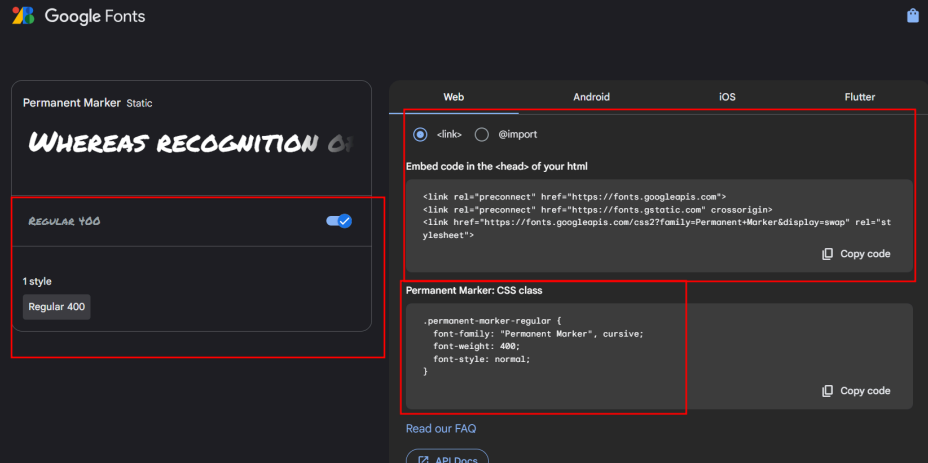 Google Fonts
Permanent Marker Static
Whereas recognition of
Regular 400
1 style
Regular 400
Web Android iOS Flutter
<link> @import
Embed code in the <head> of your html
<link rel="preconnect" href="https://fonts.googleapis.com">
<link rel="preconnect" href="https://fonts.gstatic.com" crossorigin>
<link href="https://fonts.googleapis.com/css2?family=Permanent+Marker&display=swap" rel="st
ylesheet">
Copy code
Permanent Marker: CSS class
.permanent-marker-regular {
font-family: "Permanent Marker", cursive;
font-weight: 400;
font-style: normal;
}
Copy code
Read our FAQ
API Docs